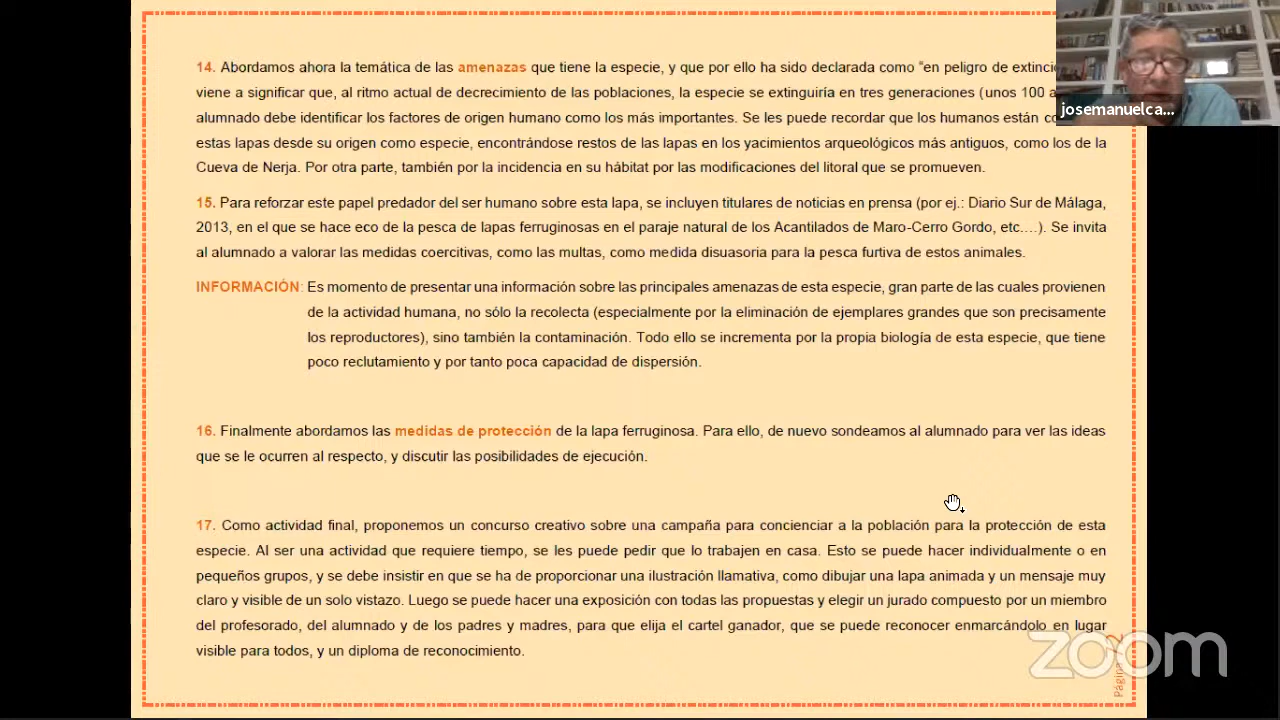 14. Abordamos ahora la temática de las amenazas que tiene la especie, y que por ello ha sido declarada como “en peligro de
viene a significar que, al ritmo actual de decrecimiento de las poblaciones, la especie se extinguiría en tres generaciones (unos 100
alumnado debe identificar los factores de origen humano como los más importantes. Se les puede recordar que los humanos están
estas lapas desde su origen como especie, encontrándose restos de las lapas en los yacimientos arqueológicos más antiguos, como los de la
Cueva de Nerja. Por otra parte, también por la incidencia en su hábitat por las modificaciones del litoral que se promueven.
15. Para reforzar este papel predador del ser humano sobre esta lapa, se incluyen titulares de noticias en prensa (por ej.: Diario Sur de Málaga,
2013, en el que se hace eco de la pesca de lapas ferruginosas en el paraje natural de los Acantilados de Maro-Cerro Gordo, etc.…). Se invita
al alumnado a valorar las medidas coercitivas, como las multas, como medida disuasoria para la pesca furtiva de estos animales.
INFORMACIÓN: Es momento de presentar una información sobre las principales amenazas de esta especie, gran parte de las cuales provienen
de la actividad humana, no sólo la recolecta (especialmente por la eliminación de ejemplares grandes que son precisamente
los reproductores), sino también la contaminación. Todo ello se incrementa por la propia biología de esta especie, que tiene
poco reclutamiento y por tanto poca capacidad de dispersión.
16. Finalmente abordamos las medidas de protección de la lapa ferruginosa. Para ello, de nuevo sondeamos al alumnado para ver las ideas
que se le ocurren al respecto, y discutir las posibilidades de ejecución.
17. Como actividad final, proponemos un concurso creativo sobre una campaña para concienciar a la población para la protección de esta
especie. Al ser una actividad que requiere tiempo, se les puede pedir que lo trabajen en casa. Esto se puede hacer individualmente o en
pequeños grupos, y se debe insistir en que se ha de proporcionar una ilustración llamativa, como dibujar una lapa animada y un mensaje muy
claro y visible de un solo vistazo. Luego se puede hacer una exposición con todas las propuestas y elegir un jurado compuesto por un miembro
del profesorado, del alumnado y de los padres y madres, para que elija el cartel ganador, que se puede reconocer enmarcándolo en lugar
visible para todos, y un diploma de reconocimiento.
josemanuelca...
zoom
Página 72